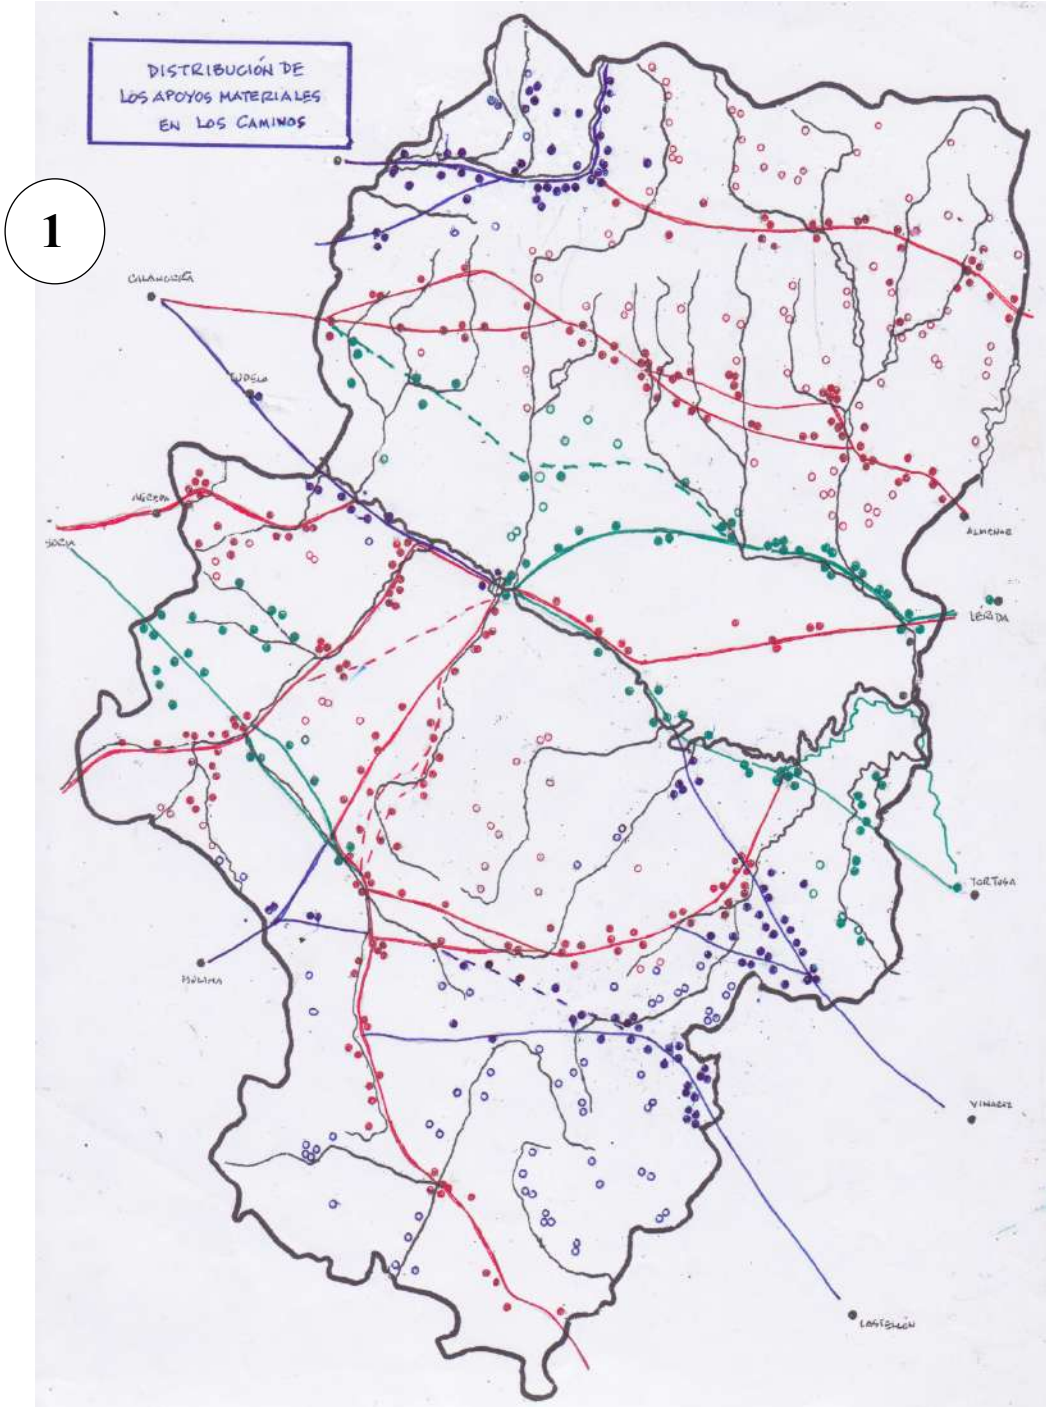 DISTRIBUCIÓN DE
LOS APOYOS MATERIALES
EN LOS CAMINOS
1
CALAHORRA
TUDELA
ÁGREDA
SORIA
ALMENAR
LÉRIDA
TORTOSA
MOLINA
VINAROZ
CASTELLÓN